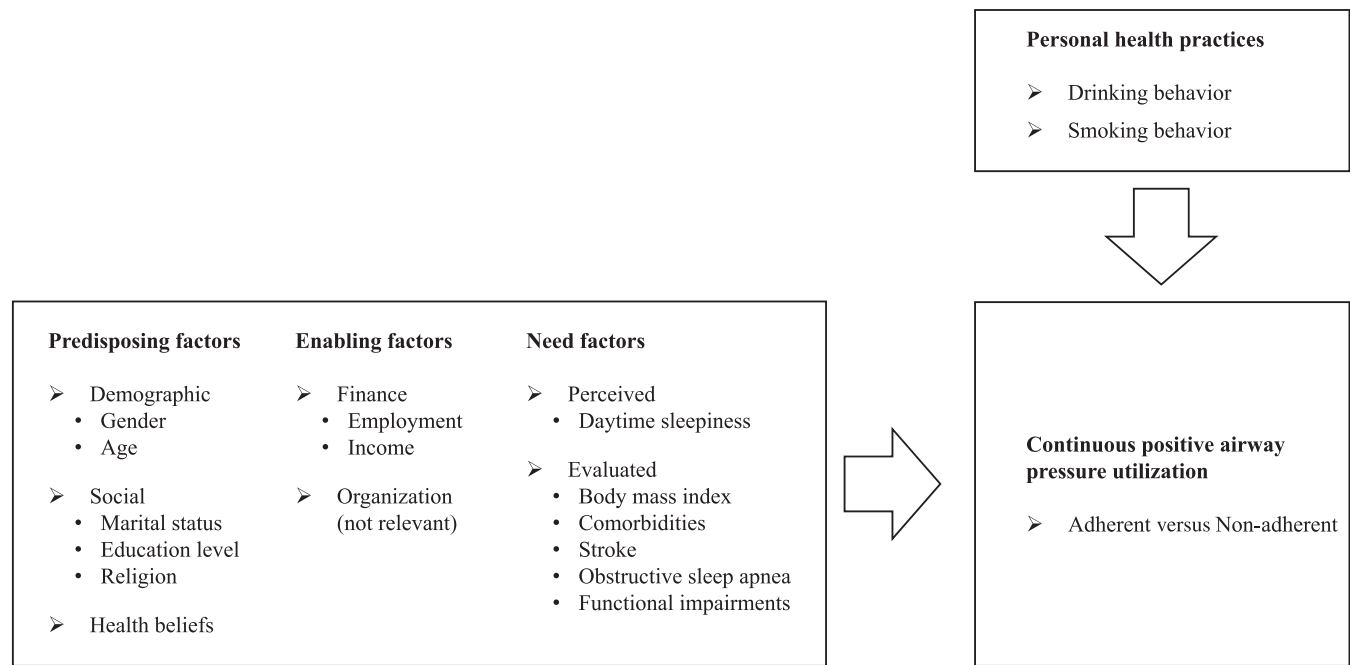 Personal health practices
➢ Drinking behavior
➢ Smoking behavior
Predisposing factors
➢ Demographic
• Gender
• Age
➢ Social
• Marital status
• Education level
• Religion
➢ Health beliefs
Enabling factors
➢ Finance
• Employment
• Income
➢ Organization
(not relevant)
Need factors
➢ Perceived
• Daytime sleepiness
➢ Evaluated
• Body mass index
• Comorbidities
• Stroke
• Obstructive sleep apnea
• Functional impairments
Continuous positive airway
pressure utilization
➢ Adherent versus Non-adherent